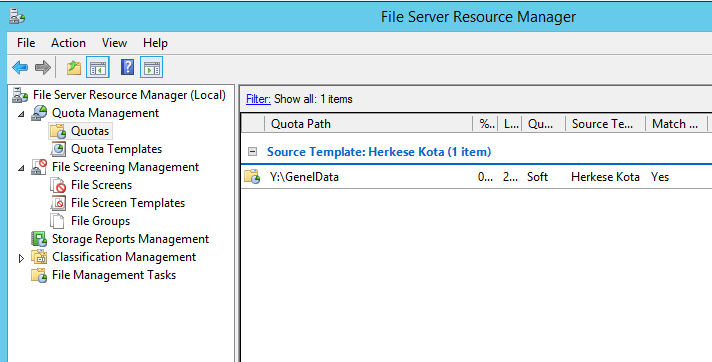 File Server Resource Manager
File Action View Help
File Server Resource Manager (Local)
Quota Management
Quotas
Quota Templates
File Screening Management
File Screens
File Screen Templates
File Groups
Storage Reports Management
Classification Management
File Management Tasks
Filter: Show all: 1 items
Quota Path %... L... Qu... Source Te... Match ...
Source Template: Herkese Kota (1 item)
Y:\GenelData 0... 2... Soft Herkese Kota Yes